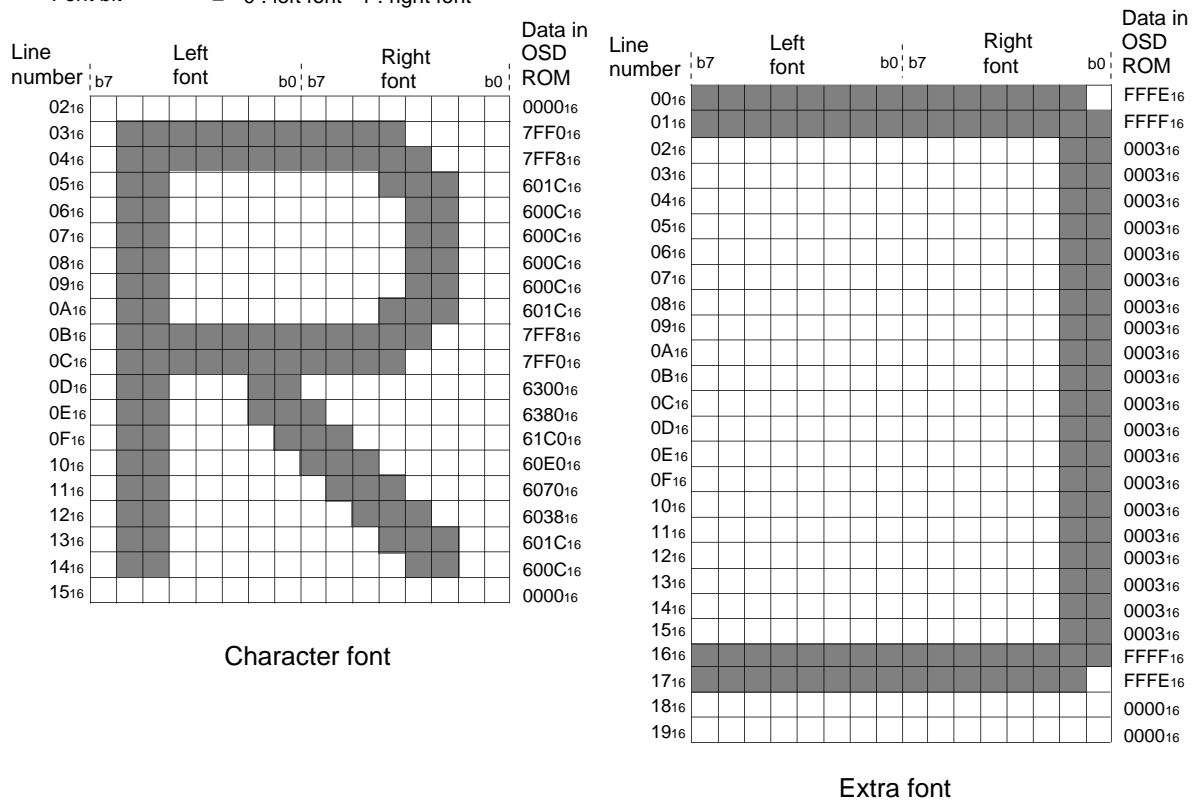 Font bit = 0 : left font 1 : right font
Line number
b7 Left font b0 b7 Right font b0
Data in OSD ROM
02₁₆ 0000₁₆
03₁₆ 7FF0₁₆
04₁₆ 7FF8₁₆
05₁₆ 601C₁₆
06₁₆ 600C₁₆
07₁₆ 600C₁₆
08₁₆ 600C₁₆
09₁₆ 600C₁₆
0A₁₆ 601C₁₆
0B₁₆ 7FF8₁₆
0C₁₆ 7FF0₁₆
0D₁₆ 6300₁₆
0E₁₆ 6380₁₆
0F₁₆ 61C0₁₆
10₁₆ 60E0₁₆
11₁₆ 6070₁₆
12₁₆ 6038₁₆
13₁₆ 601C₁₆
14₁₆ 600C₁₆
15₁₆ 0000₁₆
Character font
Line number
b7 Left font b0 b7 Right font b0
Data in OSD ROM
00₁₆ FFFE₁₆
01₁₆ FFFF₁₆
02₁₆ 0003₁₆
03₁₆ 0003₁₆
04₁₆ 0003₁₆
05₁₆ 0003₁₆
06₁₆ 0003₁₆
07₁₆ 0003₁₆
08₁₆ 0003₁₆
09₁₆ 0003₁₆
0A₁₆ 0003₁₆
0B₁₆ 0003₁₆
0C₁₆ 0003₁₆
0D₁₆ 0003₁₆
0E₁₆ 0003₁₆
0F₁₆ 0003₁₆
10₁₆ 0003₁₆
11₁₆ 0003₁₆
12₁₆ 0003₁₆
13₁₆ 0003₁₆
14₁₆ 0003₁₆
15₁₆ 0003₁₆
16₁₆ FFFF₁₆
17₁₆ FFFE₁₆
18₁₆ 0000₁₆
19₁₆ 0000₁₆
Extra font